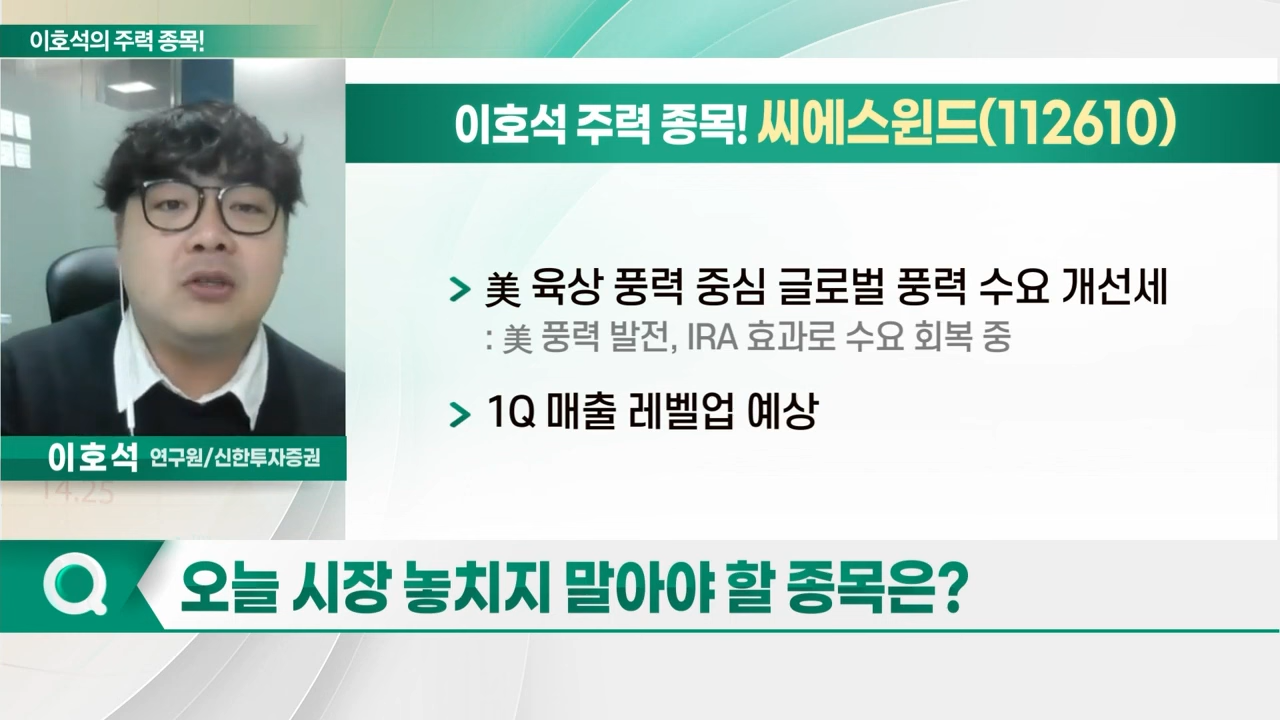 이호석의 주력 종목!
이호석 주력 종목! 씨에스윈드(112610)
> 美 육상 풍력 중심 글로벌 풍력 수요 개선세
: 美 풍력 발전, IRA 효과로 수요 회복 중
> 1Q 매출 레벨업 예상
이호석 연구원/신한투자증권
14.25
Q 오늘 시장 놓치지 말아야 할 종목은?